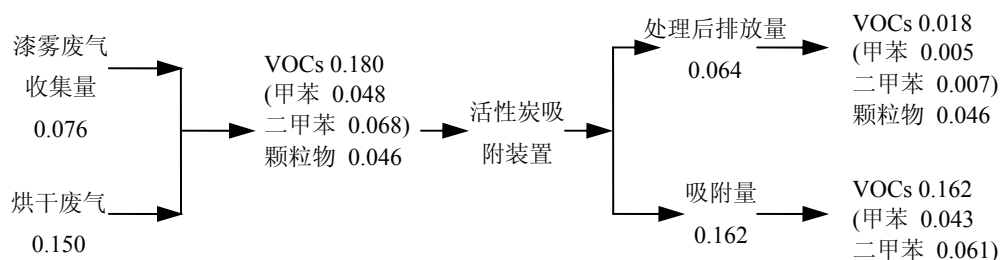 漆雾废气
收集量
0.076
烘干废气
0.150
VOCs 0.180
(甲苯 0.048
二甲苯 0.068)
颗粒物 0.046
活性炭吸
附装置
处理后排放量
0.064
VOCs 0.018
(甲苯 0.005
二甲苯 0.007)
颗粒物 0.046
吸附量
0.162
VOCs 0.162
(甲苯 0.043
二甲苯 0.061)